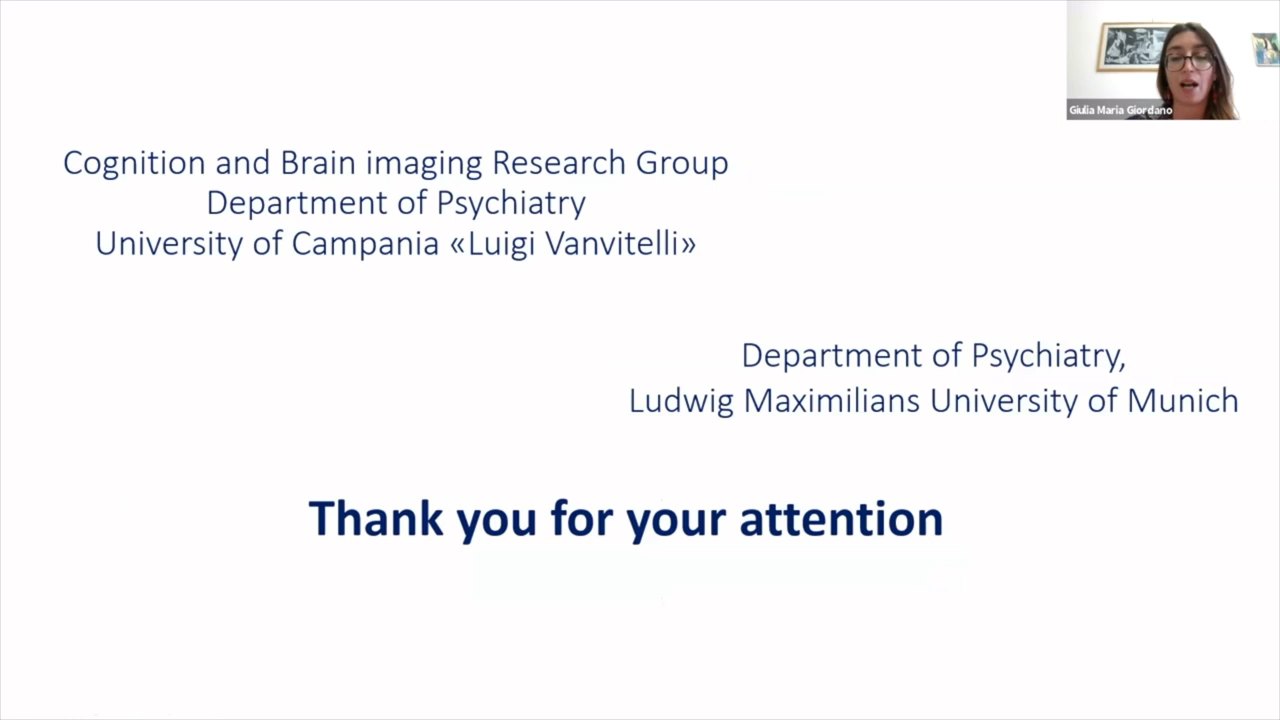 Giulia Maria Giordano
Cognition and Brain imaging Research Group
Department of Psychiatry
University of Campania «Luigi Vanvitelli»
Department of Psychiatry,
Ludwig Maximilians University of Munich
Thank you for your attention